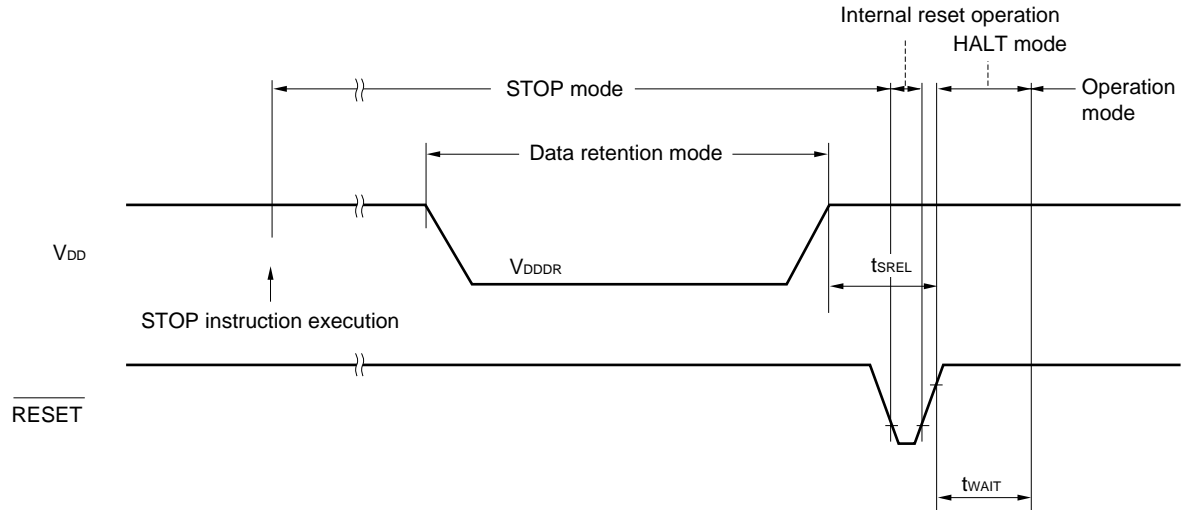 Internal reset operation
HALT mode
STOP mode
Operation
mode
Data retention mode
VDD
VDDDR
tSREL
STOP instruction execution
RESET
tWAIT